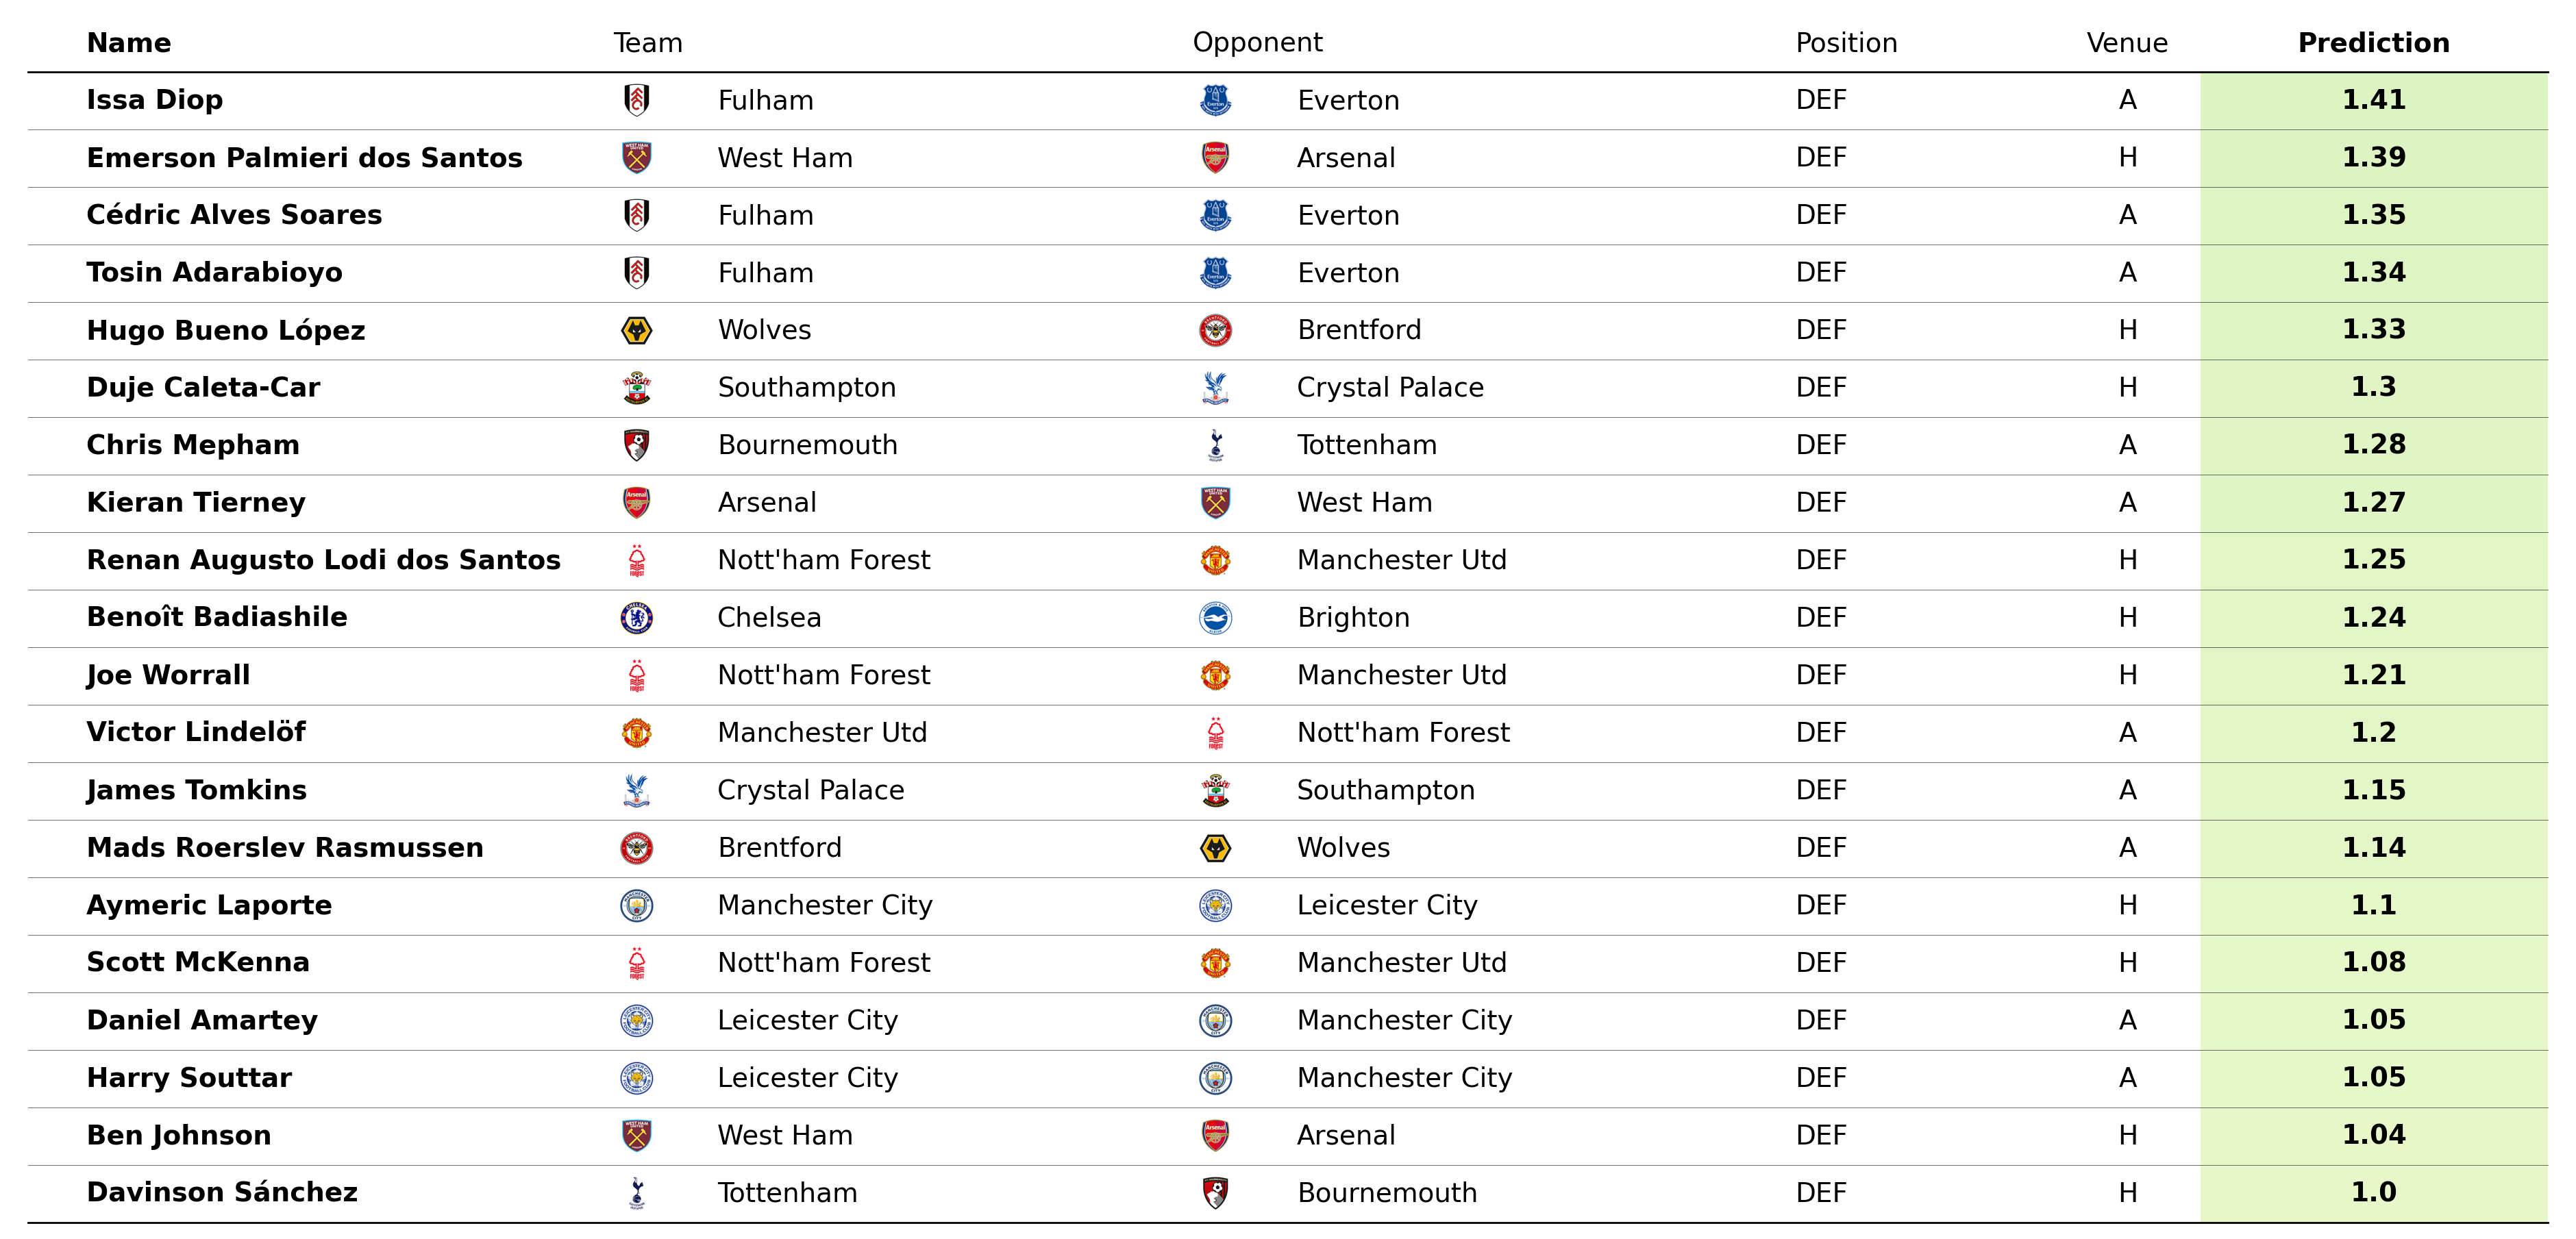 Name Team Opponent Position Venue Prediction
Issa Diop Fulham Everton DEF A 1.41
Emerson Palmieri dos Santos West Ham Arsenal DEF H 1.39
Cédric Alves Soares Fulham Everton DEF A 1.35
Tosin Adarabioyo Fulham Everton DEF A 1.34
Hugo Bueno López Wolves Brentford DEF H 1.33
Duje Caleta-Car Southampton Crystal Palace DEF H 1.3
Chris Mepham Bournemouth Tottenham DEF A 1.28
Kieran Tierney Arsenal West Ham DEF A 1.27
Renan Augusto Lodi dos Santos Nott'ham Forest Manchester Utd DEF H 1.25
Benoît Badiashile Chelsea Brighton DEF H 1.24
Joe Worrall Nott'ham Forest Manchester Utd DEF H 1.21
Victor Lindelöf Manchester Utd Nott'ham Forest DEF A 1.2
James Tomkins Crystal Palace Southampton DEF A 1.15
Mads Roerslev Rasmussen Brentford Wolves DEF A 1.14
Aymeric Laporte Manchester City Leicester City DEF H 1.1
Scott McKenna Nott'ham Forest Manchester Utd DEF H 1.08
Daniel Amartey Leicester City Manchester City DEF A 1.05
Harry Souttar Leicester City Manchester City DEF A 1.05
Ben Johnson West Ham Arsenal DEF H 1.04
Davinson Sánchez Tottenham Bournemouth DEF H 1.0